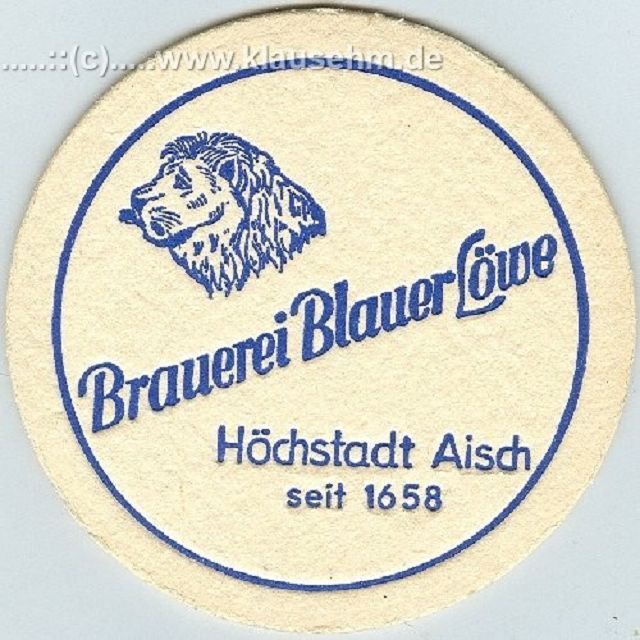 .....::(c).....www.klausehm.de
Brauerei Blauer Löwe
Höchstadt Aisch
seit 1658